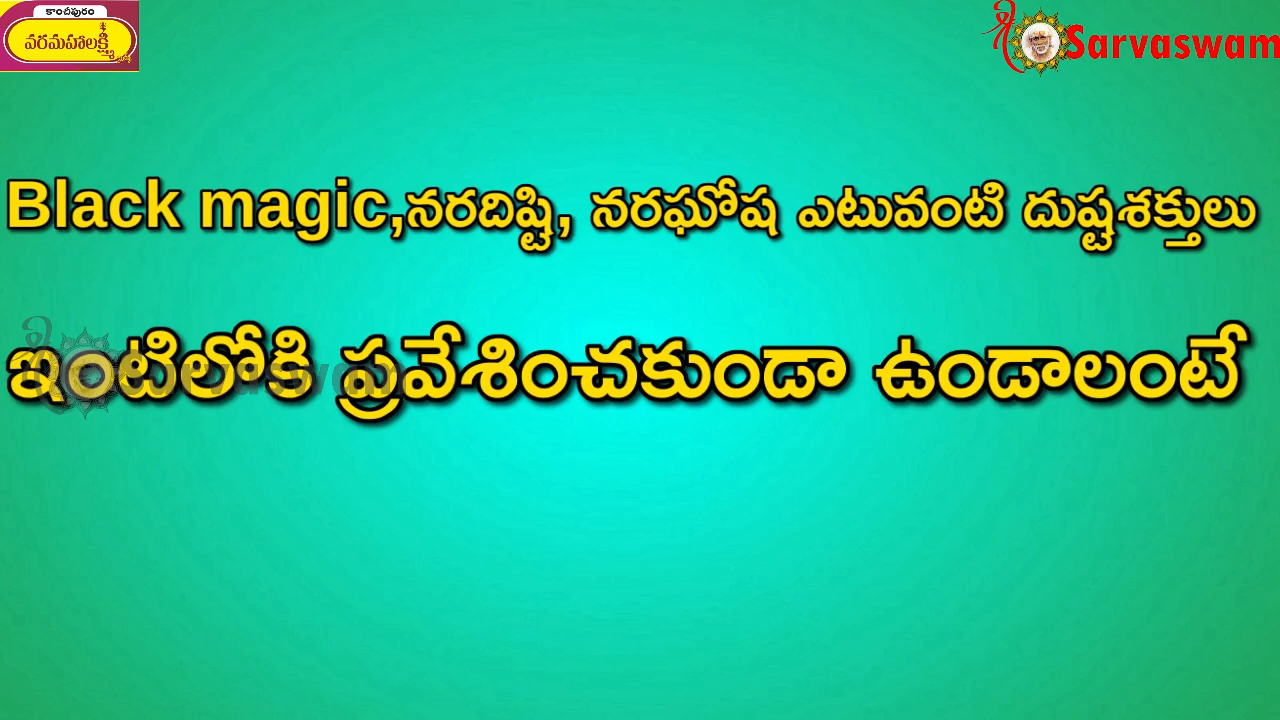 కాంచీపురం
వరమహాలక్ష్మి
శ్రీ Sarvaswam
Black magic,నరదిష్టి, నరఘోష ఎటువంటి దుష్టశక్తులు
ఇంటిలోకి ప్రవేశించకుండా ఉండాలంటే